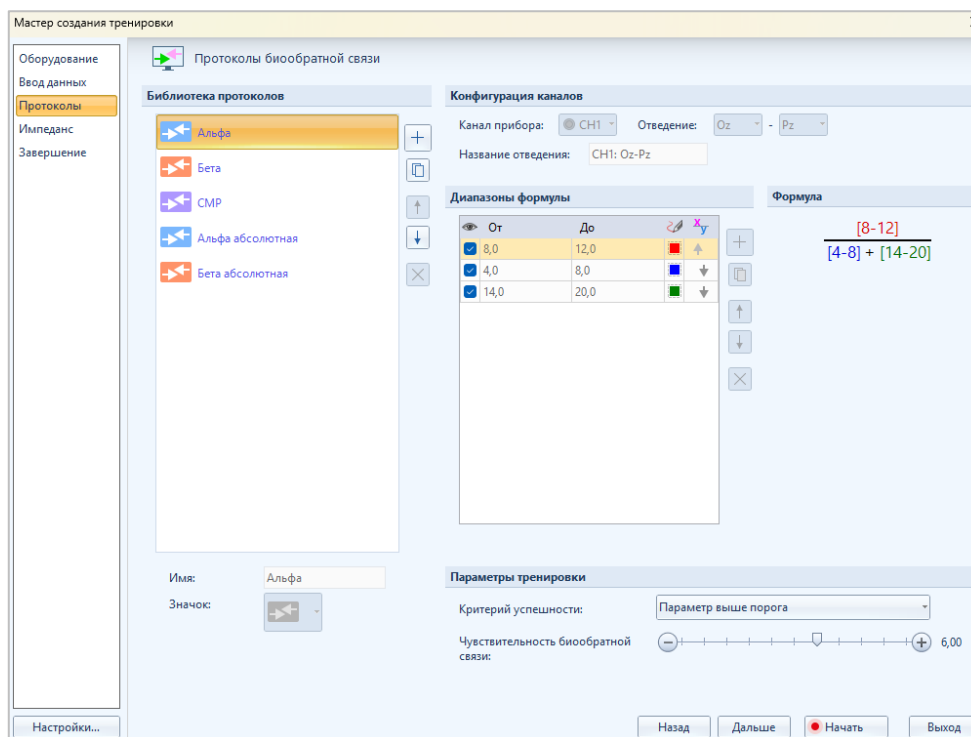 Мастер создания тренировки
Оборудование
Ввод данных
Протоколы
Импеданс
Завершение
Протоколы биообратной связи
Библиотека протоколов
Альфа
Бета
СМР
Альфа абсолютная
Бета абсолютная
Имя: Альфа
Значок:
Конфигурация каналов
Канал прибора: CH1 Отведение: Oz - Pz
Название отведения: CH1: Oz-Pz
Диапазоны формулы
От До X y
8,0 12,0
4,0 8,0
14,0 20,0
Формула
[8-12]
[4-8] + [14-20]
Параметры тренировки
Критерий успешности: Параметр выше порога
Чувствительность биообратной
связи:
6,00
Настройки... Назад Дальше Начать Выход